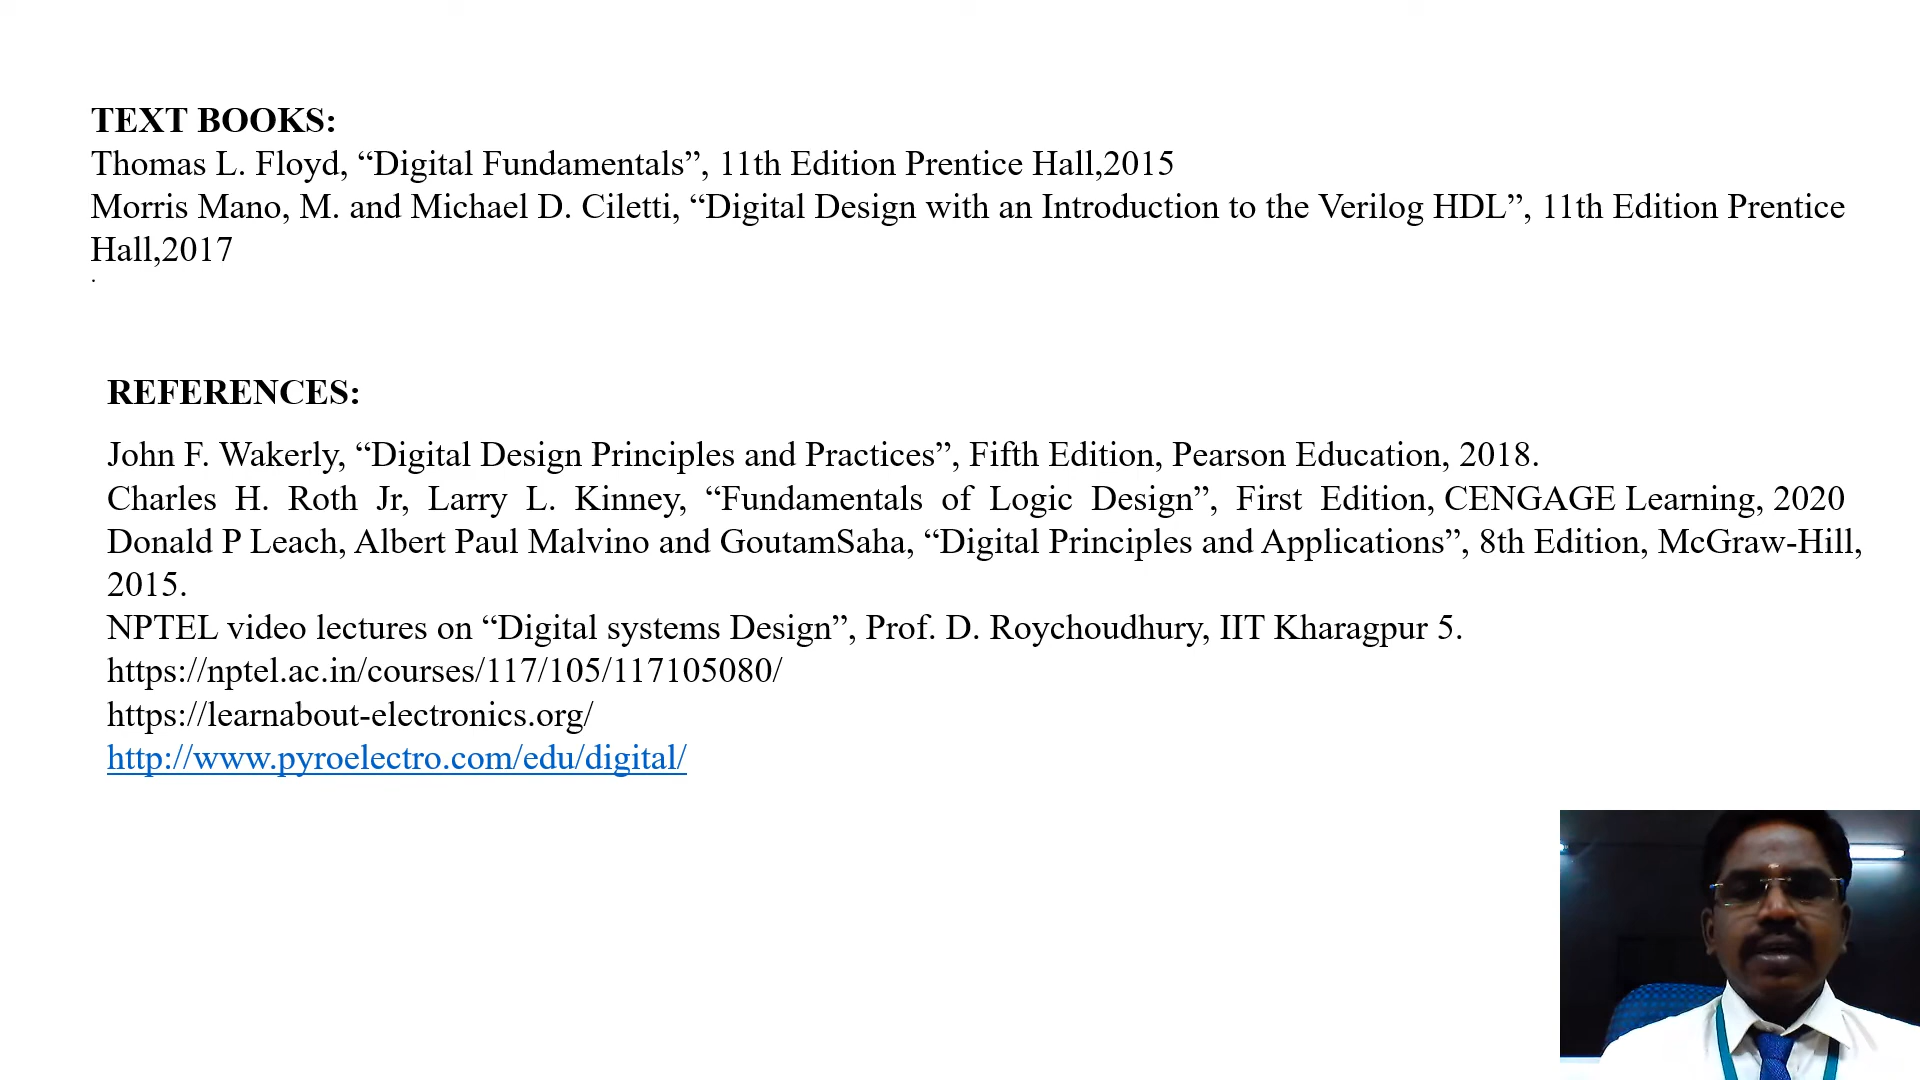 TEXT BOOKS:
Thomas L. Floyd, “Digital Fundamentals”, 11th Edition Prentice Hall,2015
Morris Mano, M. and Michael D. Ciletti, “Digital Design with an Introduction to the Verilog HDL”, 11th Edition Prentice
Hall,2017
.
REFERENCES:
John F. Wakerly, “Digital Design Principles and Practices”, Fifth Edition, Pearson Education, 2018.
Charles H. Roth Jr, Larry L. Kinney, “Fundamentals of Logic Design”, First Edition, CENGAGE Learning, 2020
Donald P Leach, Albert Paul Malvino and GoutamSaha, “Digital Principles and Applications”, 8th Edition, McGraw-Hill,
2015.
NPTEL video lectures on “Digital systems Design”, Prof. D. Roychoudhury, IIT Kharagpur 5.
https://nptel.ac.in/courses/117/105/117105080/
https://learnabout-electronics.org/
http://www.pyroelectro.com/edu/digital/